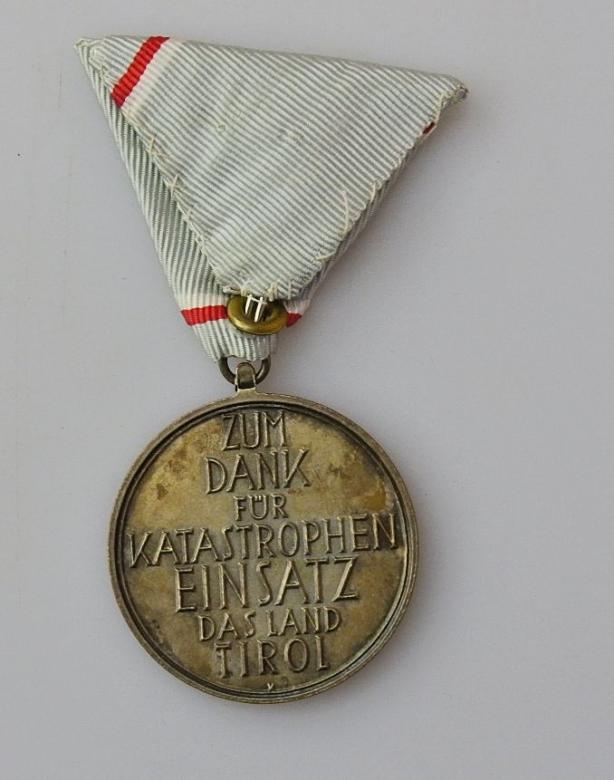 ZUM
DANK
FÜR
KATASTROPHEN
EINSATZ
DAS LAND
TIROL